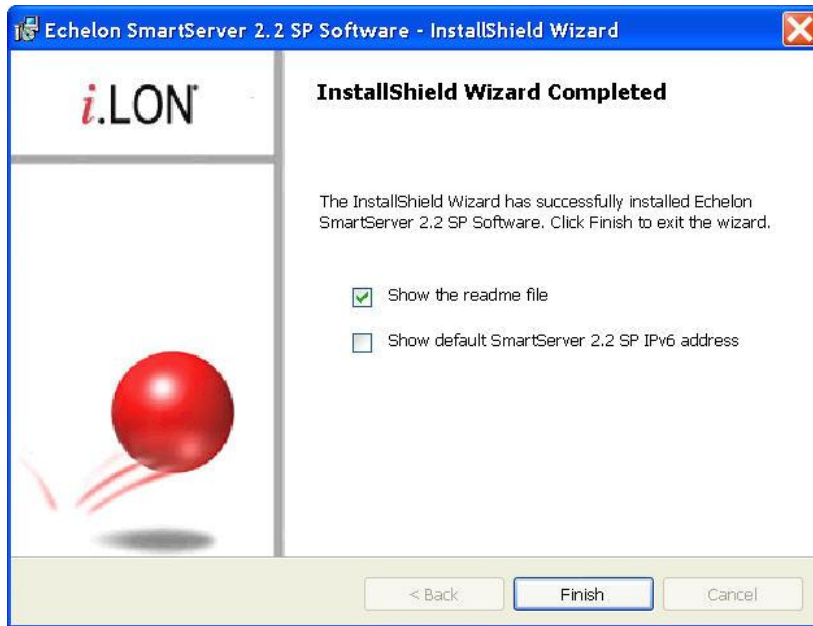 Echelon SmartServer 2.2 SP Software - InstallShield Wizard
i.LON
InstallShield Wizard Completed
The InstallShield Wizard has successfully installed Echelon
SmartServer 2.2 SP Software. Click Finish to exit the wizard.
Show the readme file
Show default SmartServer 2.2 SP IPv6 address
< Back
Finish
Cancel